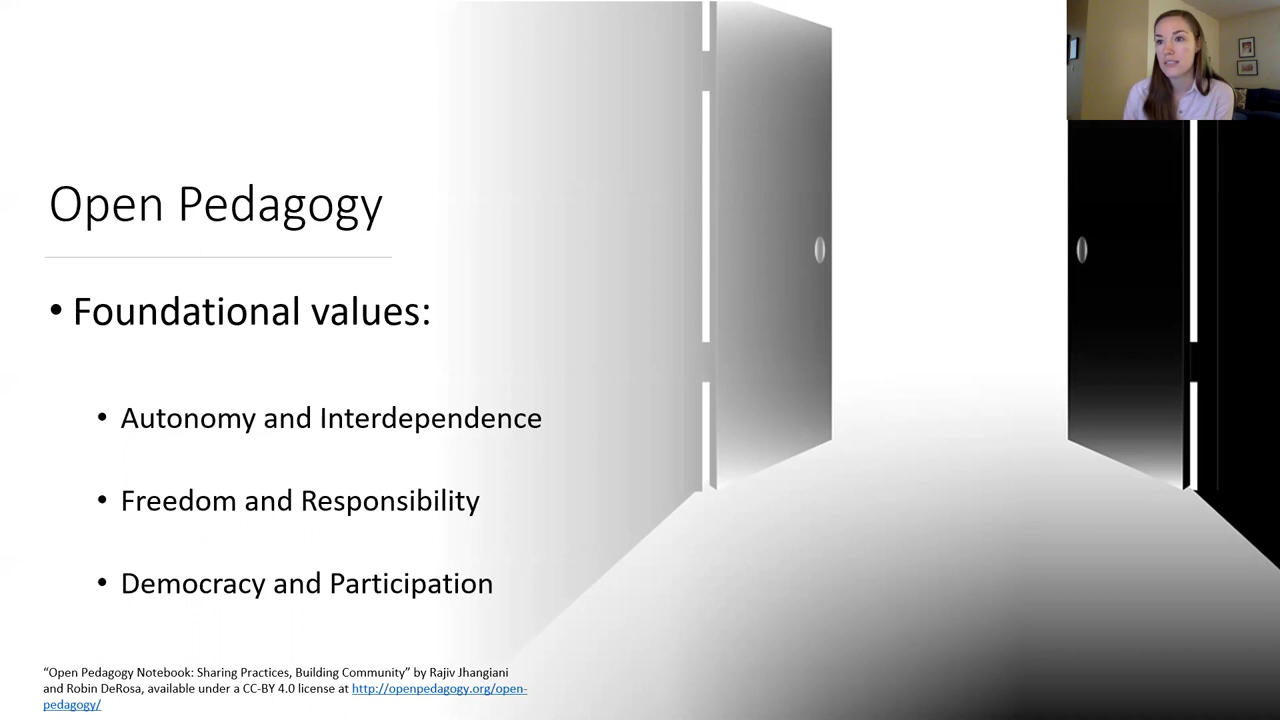 Open Pedagogy
• Foundational values:
• Autonomy and Interdependence
• Freedom and Responsibility
• Democracy and Participation
“Open Pedagogy Notebook: Sharing Practices, Building Community” by Rajiv Jhangiani
and Robin DeRosa, available under a CC-BY 4.0 license at http://openpedagogy.org/open-
pedagogy/